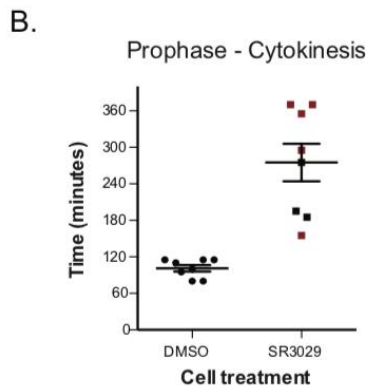 B.
Prophase - Cytokinesis
Time (minutes)
360
300
240
180
120
60
0
DMSO SR3029
Cell treatment